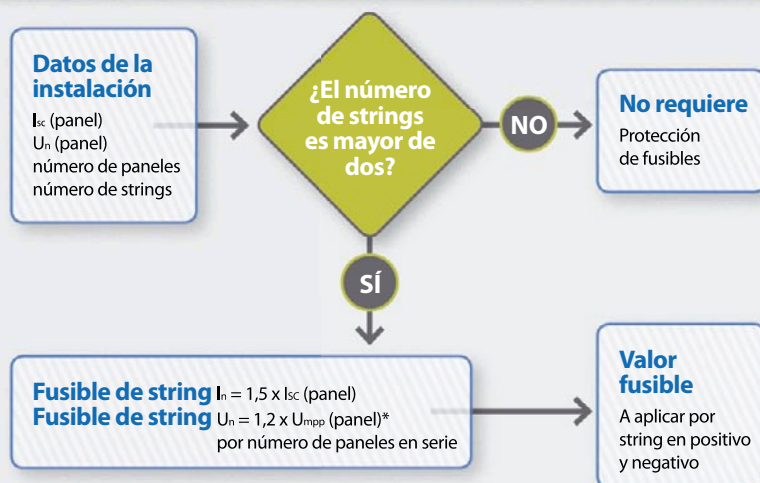 Datos de la
instalación
Isc (panel)
Un (panel)
número de paneles
número de strings
¿El número
de strings
es mayor de
dos?
NO
No requiere
Protección
de fusibles
SÍ
Fusible de string In = 1,5 x Isc (panel)
Fusible de string Un = 1,2 x Umpp (panel)*
por número de paneles en serie
Valor
fusible
A aplicar por
string en positivo
y negativo